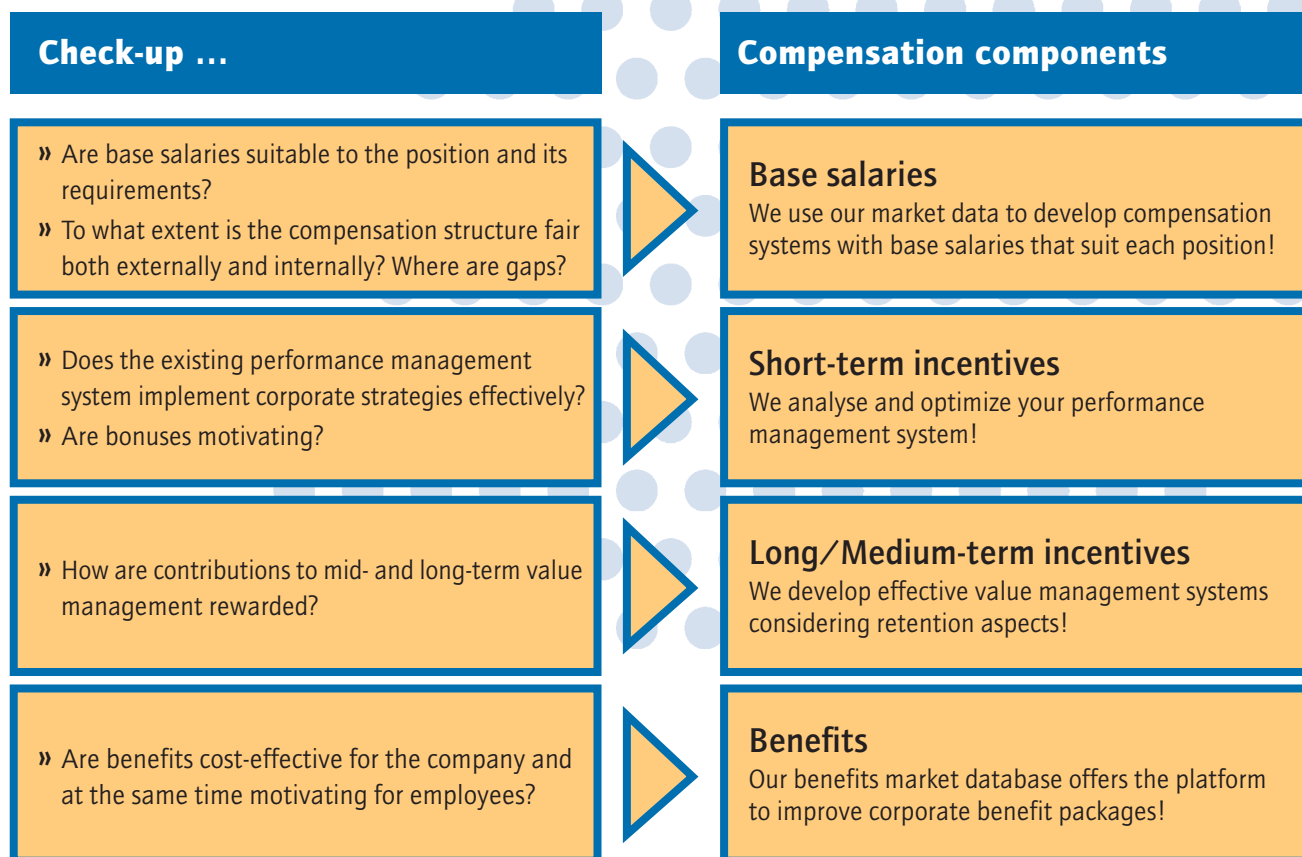 Check-up ...
Compensation components
» Are base salaries suitable to the position and its
requirements?
» To what extent is the compensation structure fair
both externally and internally? Where are gaps?
Base salaries
We use our market data to develop compensation
systems with base salaries that suit each position!
» Does the existing performance management
system implement corporate strategies effectively?
» Are bonuses motivating?
Short-term incentives
We analyse and optimize your performance
management system!
» How are contributions to mid- and long-term value
management rewarded?
Long/Medium-term incentives
We develop effective value management systems
considering retention aspects!
» Are benefits cost-effective for the company and
at the same time motivating for employees?
Benefits
Our benefits market database offers the platform
to improve corporate benefit packages!